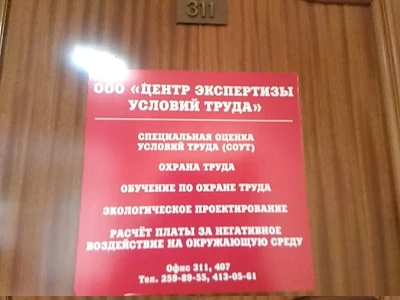 311
ООО «ЦЕНТР ЭКСПЕРТИЗЫ
УСЛОВИЙ ТРУДА»
СПЕЦИАЛЬНАЯ ОЦЕНКА
УСЛОВИЙ ТРУДА (СОУТ)
ОХРАНА ТРУДА
ОБУЧЕНИЕ ПО ОХРАНЕ ТРУДА
ЭКОЛОГИЧЕСКОЕ ПРОЕКТИРОВАНИЕ
РАСЧЁТ ПЛАТЫ ЗА НЕГАТИВНОЕ
ВОЗДЕЙСТВИЕ НА ОКРУЖАЮЩУЮ СРЕДУ
Офис 311, 407
Тел. 259-89-55, 413-05-61